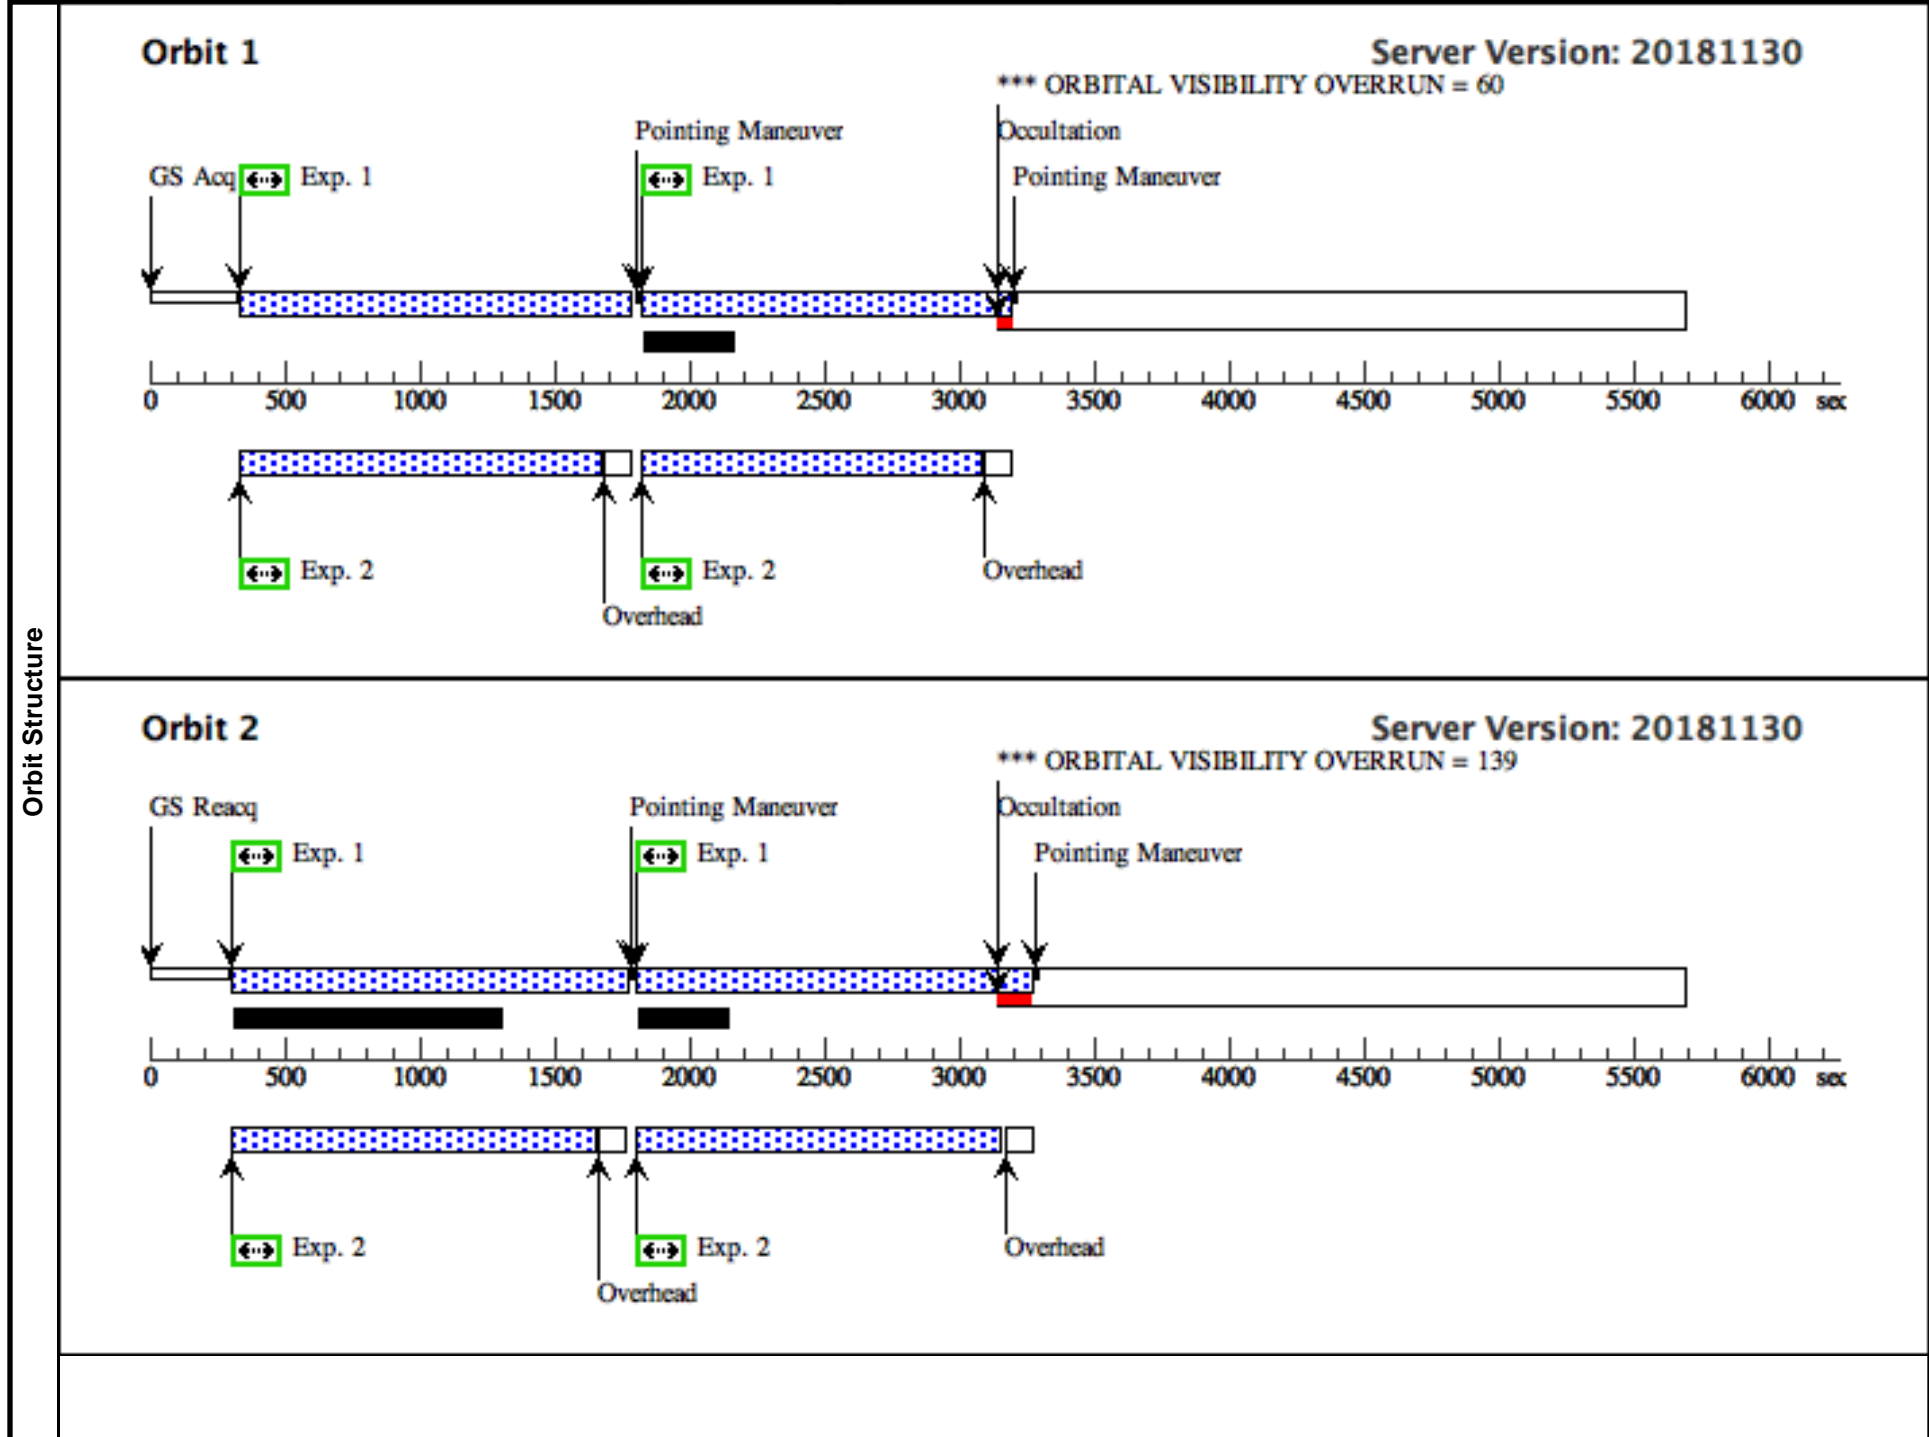 Orbit Structure
Orbit 1
Server Version: 20181130
*** ORBITAL VISIBILITY OVERRUN = 60
Pointing Maneuver
Occultation
GS Acq
Exp. 1
Exp. 1
Pointing Maneuver
0 500 1000 1500 2000 2500 3000 3500 4000 4500 5000 5500 6000 sec
Exp. 2
Exp. 2
Overhead
Overhead
Orbit 2
Server Version: 20181130
*** ORBITAL VISIBILITY OVERRUN = 139
GS Reacq
Pointing Maneuver
Occultation
Exp. 1
Exp. 1
Pointing Maneuver
0 500 1000 1500 2000 2500 3000 3500 4000 4500 5000 5500 6000 sec
Exp. 2
Exp. 2
Overhead
Overhead